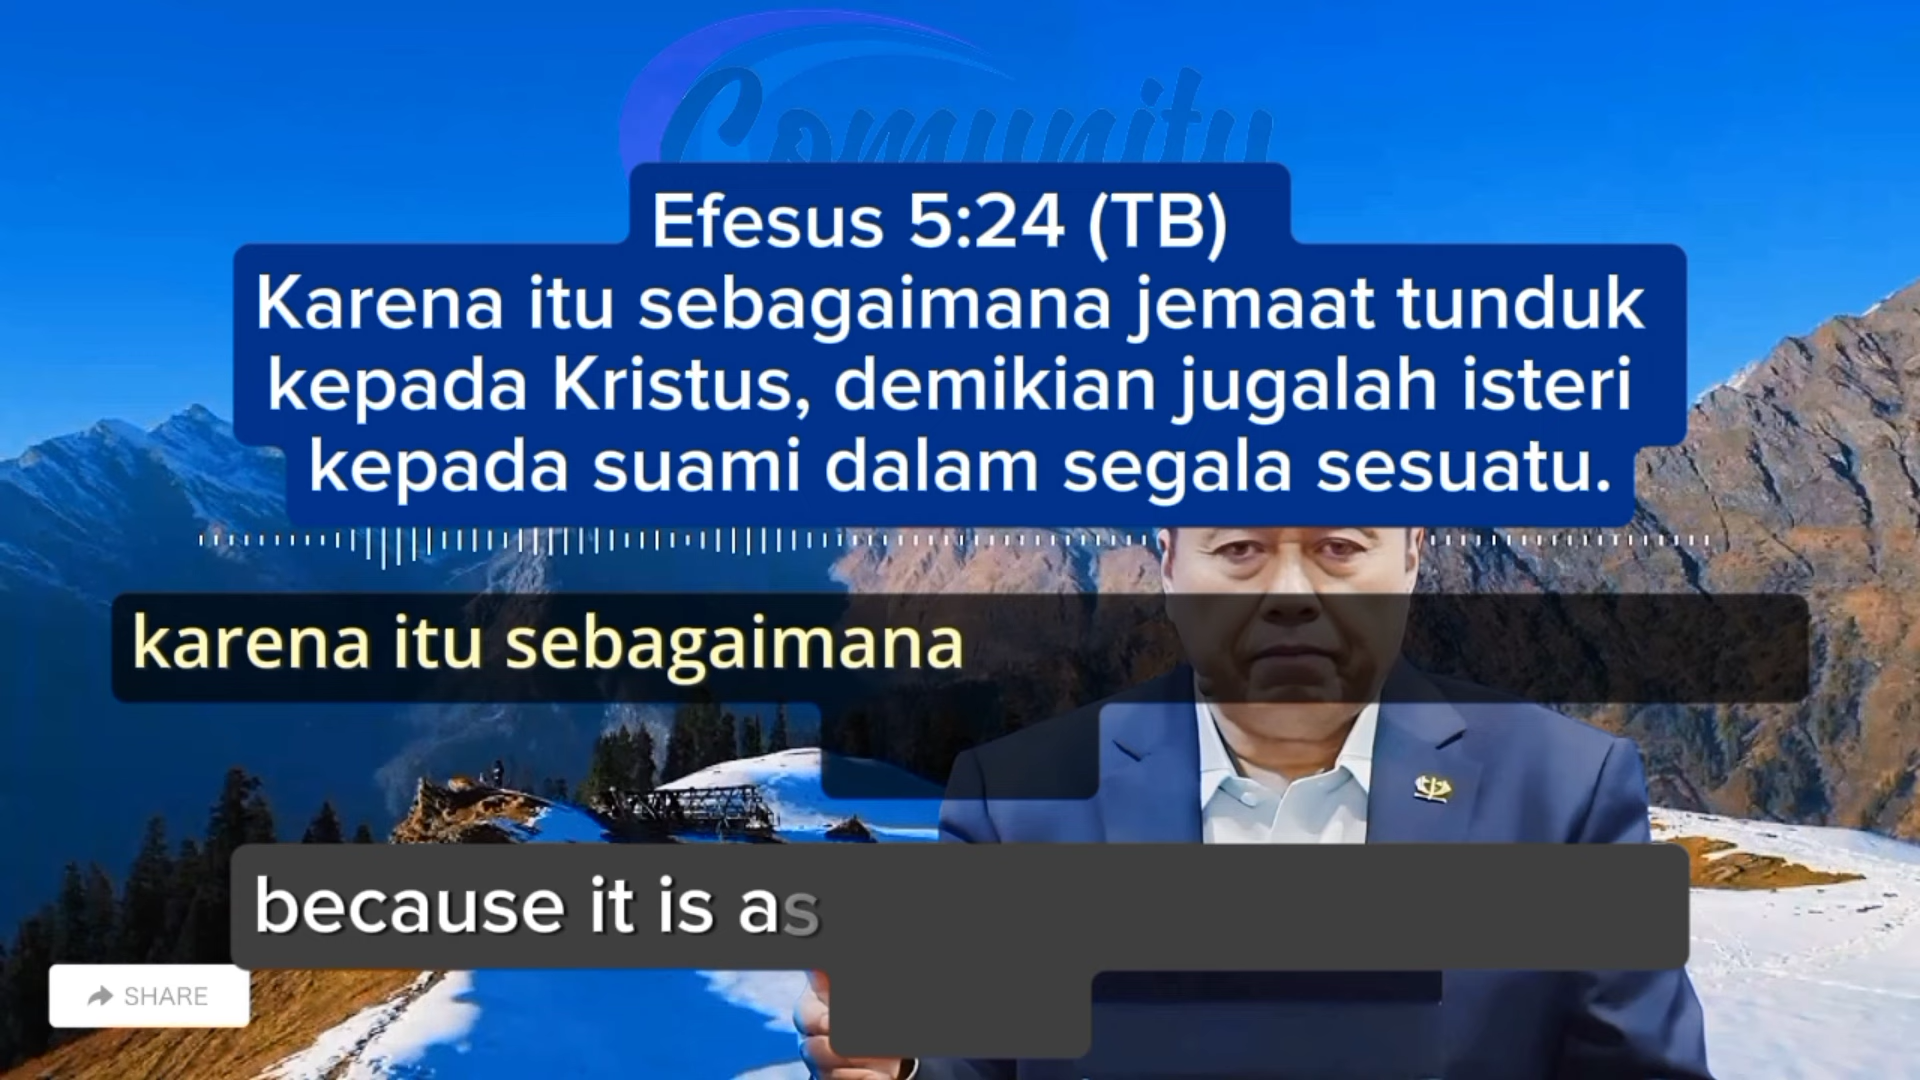 Comunity
Efesus 5:24 (TB)
Karena itu sebagaimana jemaat tunduk
kepada Kristus, demikian jugalah isteri
kepada suami dalam segala sesuatu.
karena itu sebagaimana
because it is as
SHARE